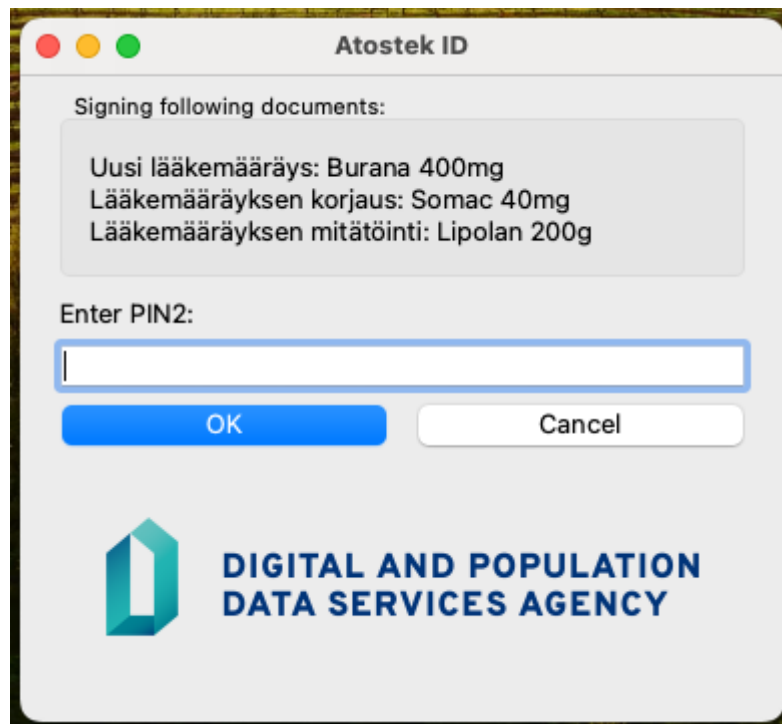 Atostek ID
Signing following documents:
Uusi lääkemääräys: Burana 400mg
Lääkemääräyksen korjaus: Somac 40mg
Lääkemääräyksen mitätöinti: Lipolan 200g
Enter PIN2:
OK
Cancel
DIGITAL AND POPULATION
DATA SERVICES AGENCY